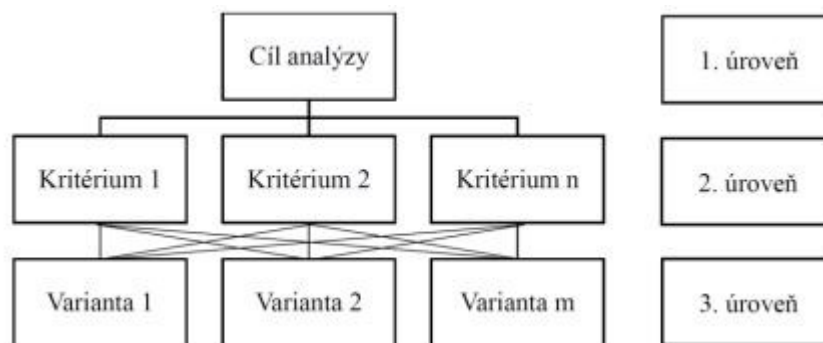 Cíl analýzy
1. úroveň
Kritérium 1
Kritérium 2
Kritérium n
2. úroveň
Varianta 1
Varianta 2
Varianta m
3. úroveň